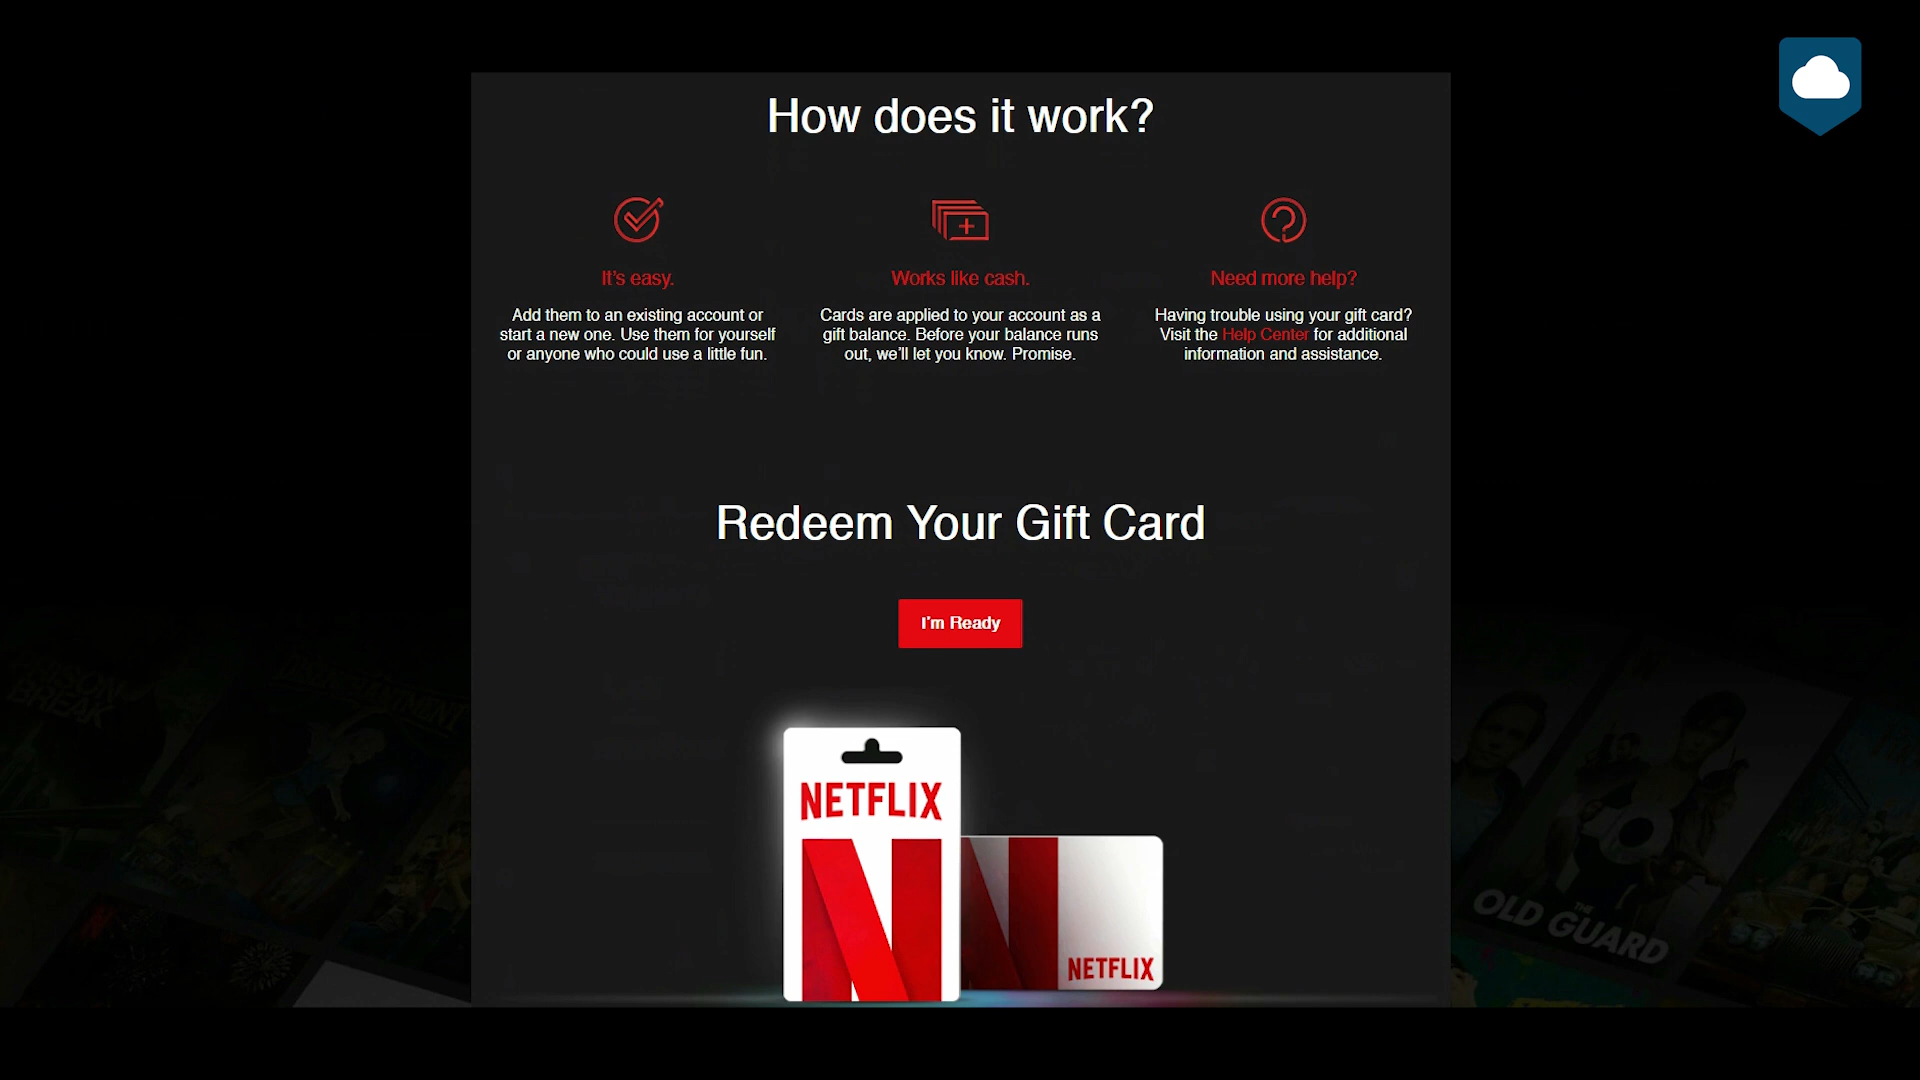 How does it work?
It's easy.
Add them to an existing account or
start a new one. Use them for yourself
or anyone who could use a little fun.
Works like cash.
Cards are applied to your account as a
gift balance. Before your balance runs
out, we'll let you know. Promise.
Need more help?
Having trouble using your gift card?
Visit the Help Center for additional
information and assistance.
Redeem Your Gift Card
I'm Ready
NETFLIX
NETFLIX
PRISON
BREAK
THE
OLD GUARD